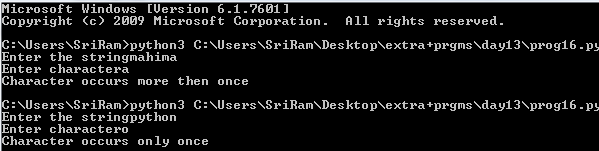 Microsoft Windows [Version 6.1.7601]
Copyright (c) 2009 Microsoft Corporation.  All rights reserved.
C:\Users\SriRam>python3 C:\Users\SriRam\Desktop\extra+prgms\day13\prog16.py
Enter the stringmahima
Enter charactera
Character occurs more then once
C:\Users\SriRam>python3 C:\Users\SriRam\Desktop\extra+prgms\day13\prog16.py
Enter the stringpython
Enter charactero
Character occurs only once